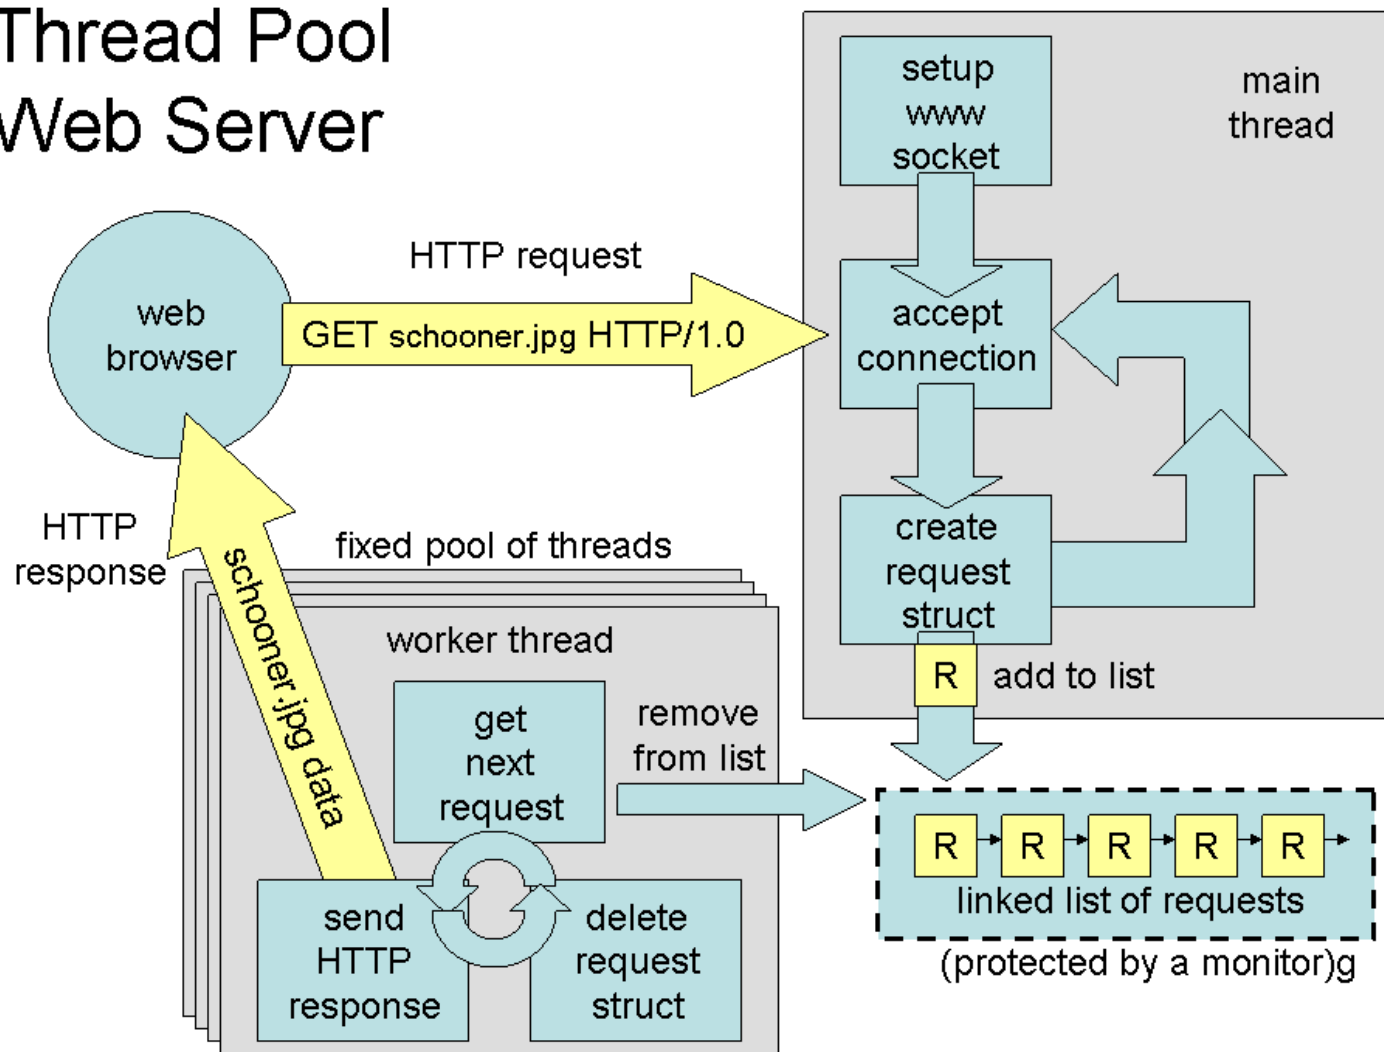 Thread Pool
Web Server
setup
www
socket
main
thread
HTTP request
web
browser
GET schooner.jpg HTTP/1.0
accept
connection
HTTP
response
schooner.jpg data
fixed pool of threads
create
request
struct
worker thread
R
add to list
get
next
request
remove
from list
send
HTTP
response
delete
request
struct
R R R R R
linked list of requests
(protected by a monitor)g